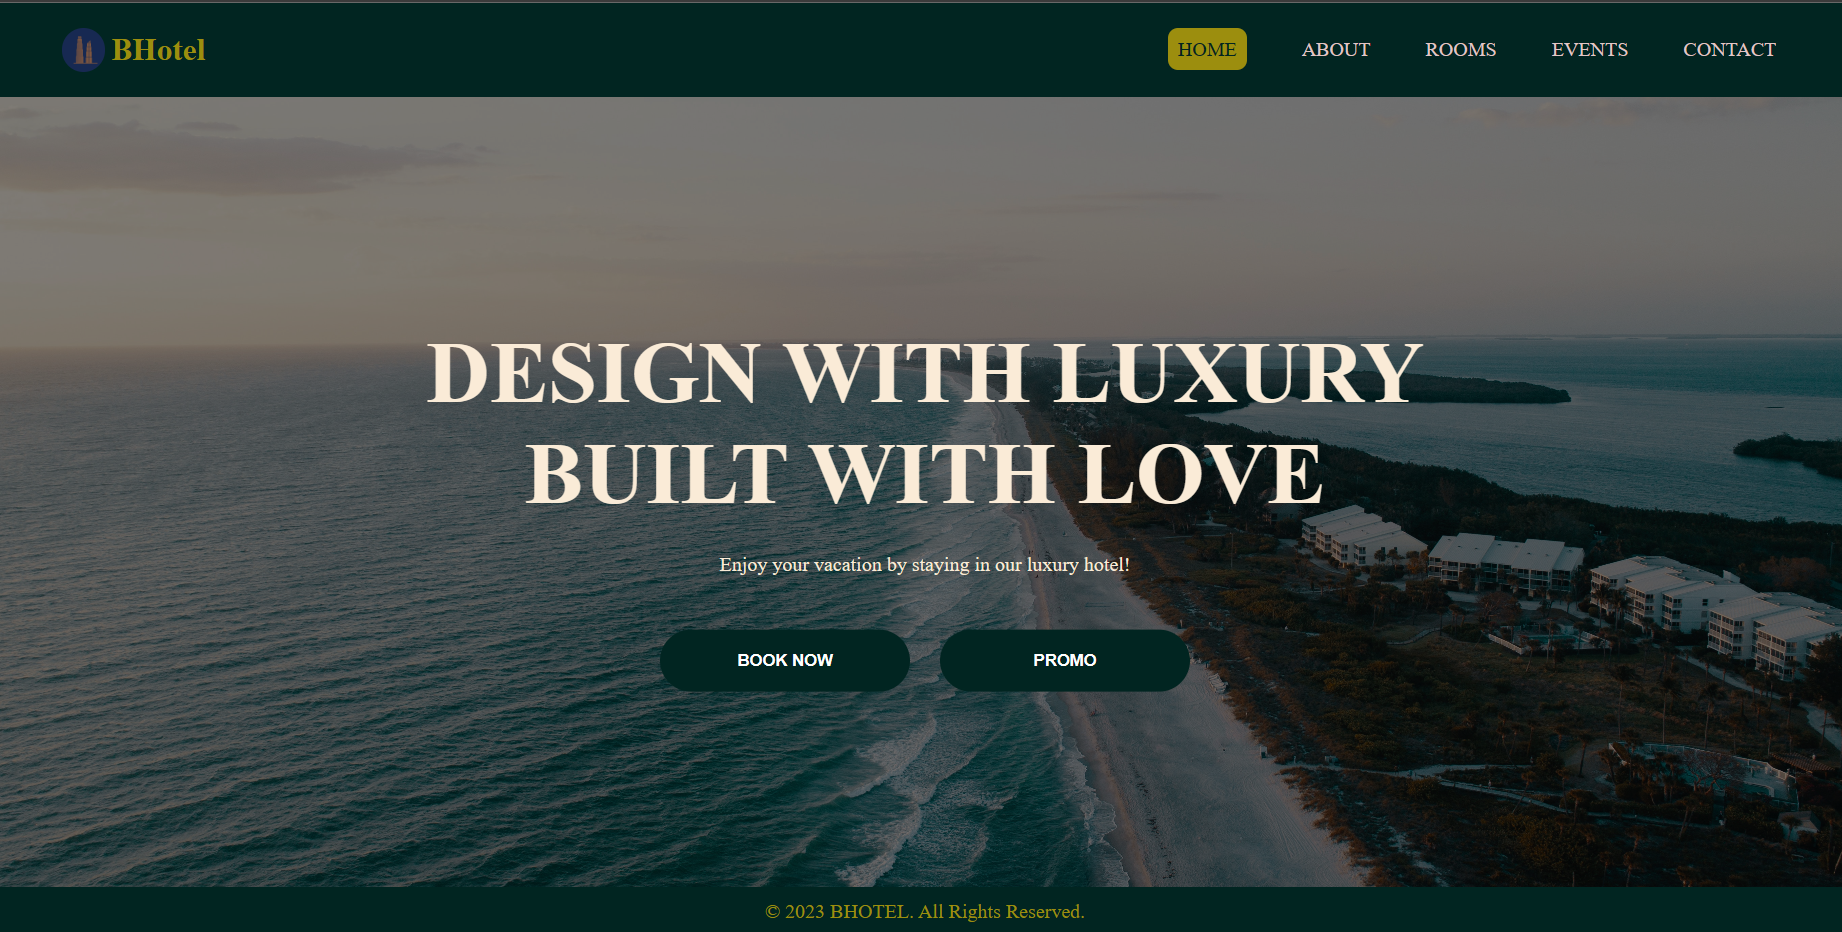 BHotel
HOME ABOUT ROOMS EVENTS CONTACT
DESIGN WITH LUXURY
BUILT WITH LOVE
Enjoy your vacation by staying in our luxury hotel!
BOOK NOW PROMO
© 2023 BHOTEL. All Rights Reserved.